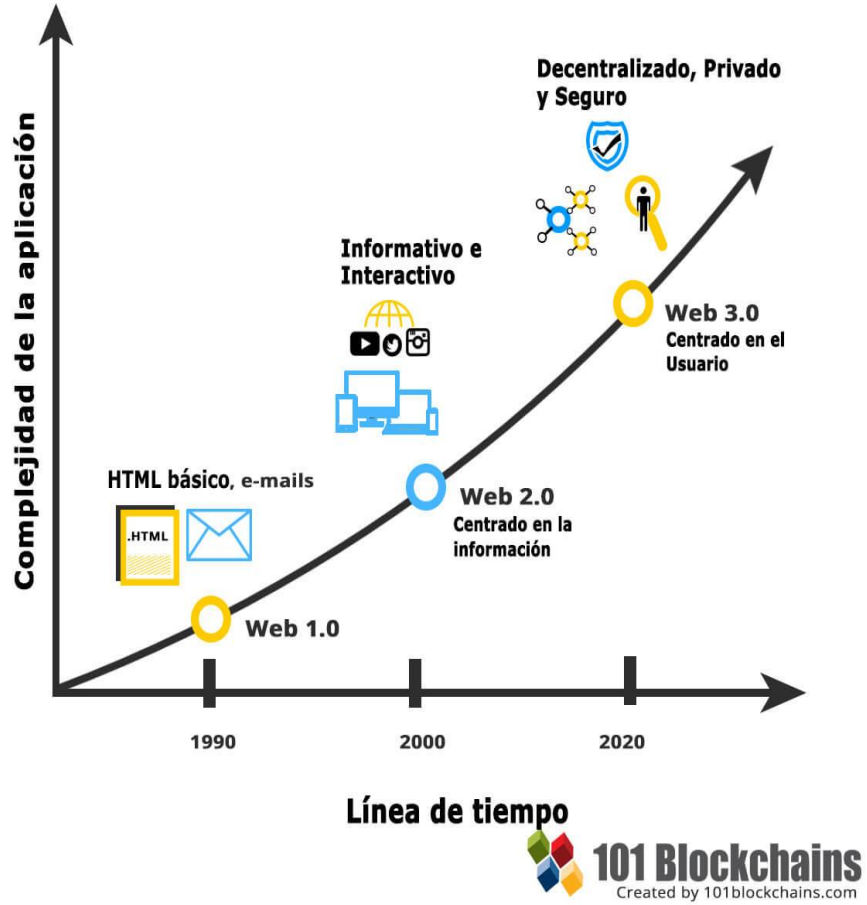 Complejidad de la aplicación
Decentralizado, Privado
y Seguro
Informativo e
Interactivo
Web 3.0
Centrado en el
Usuario
HTML básico, e-mails
.HTML
Web 2.0
Centrado en la
información
Web 1.0
1990
2000
2020
Línea de tiempo
101 Blockchains
Created by 101blockchains.com